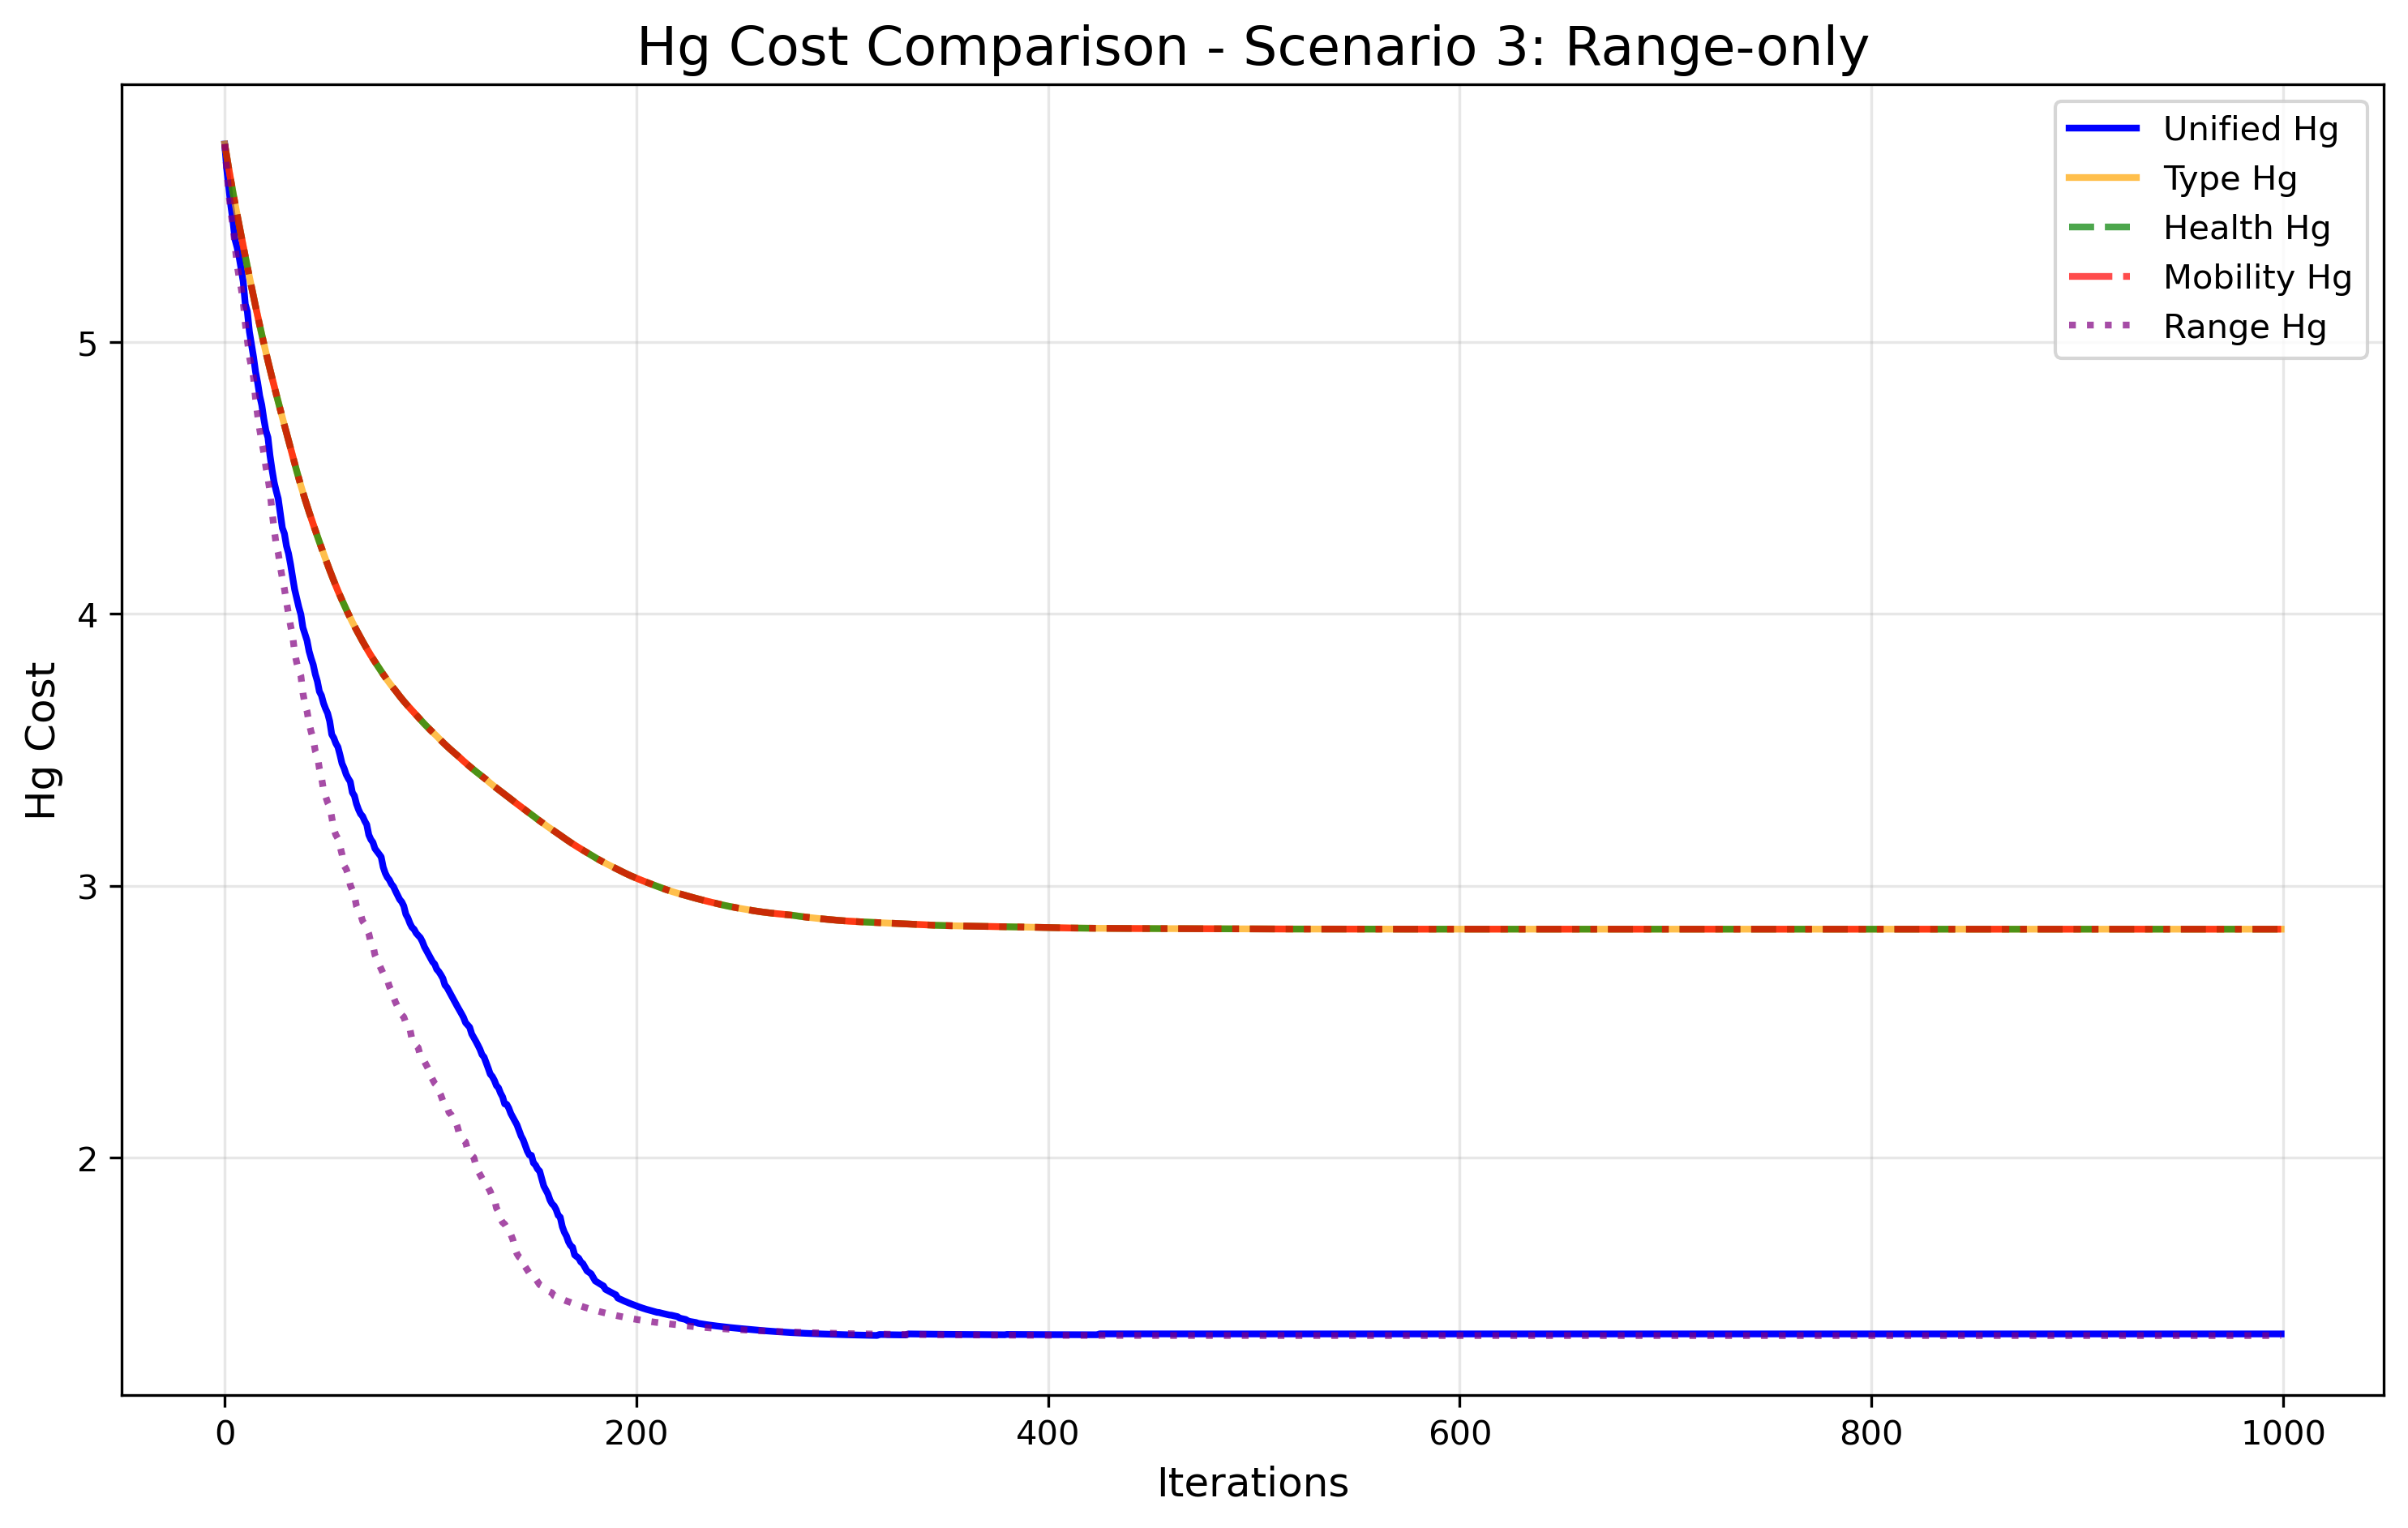 Hg Cost Comparison - Scenario 3: Range-only
Unified Hg
Type Hg
Health Hg
Mobility Hg
Range Hg
Hg Cost
5
4
3
2
0
200
400
600
800
1000
Iterations